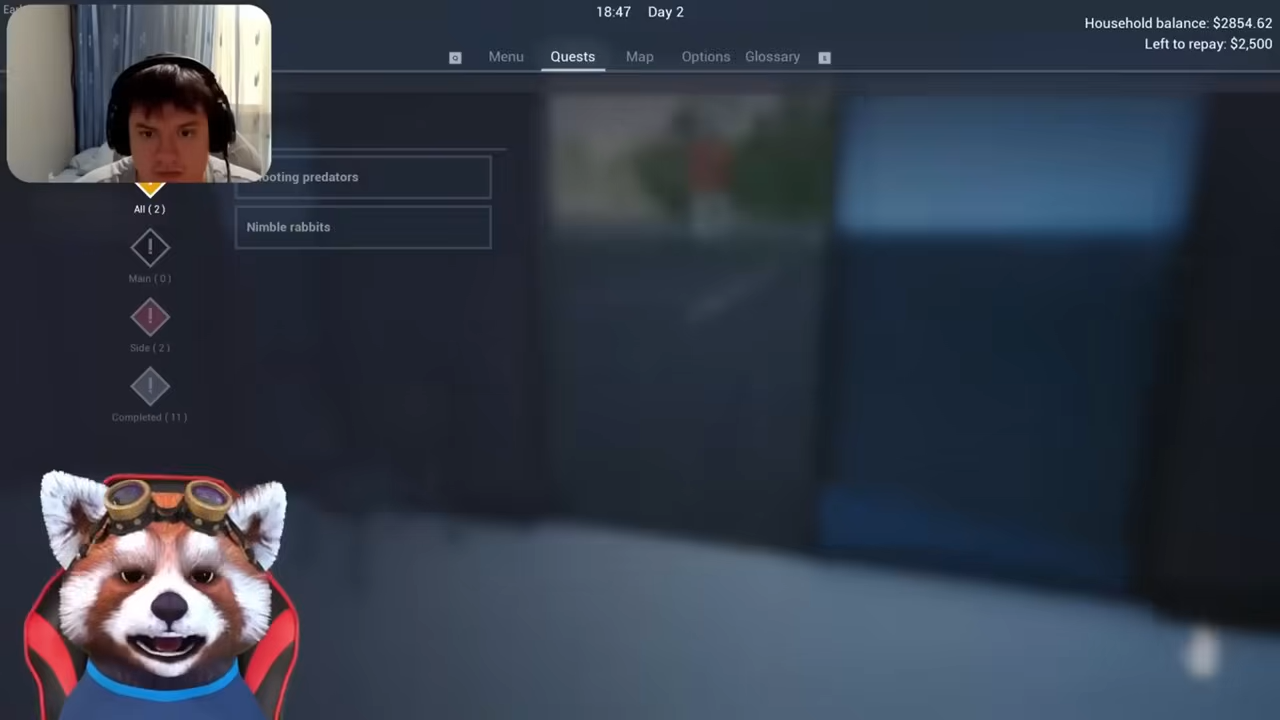 18:47 Day 2
Household balance: $2854.62
Left to repay: $2,500
Q Menu Quests Map Options Glossary E
predators
Nimble rabbits
All ( 2 )
Main ( 0 )
Side ( 2 )
Completed ( 11 )